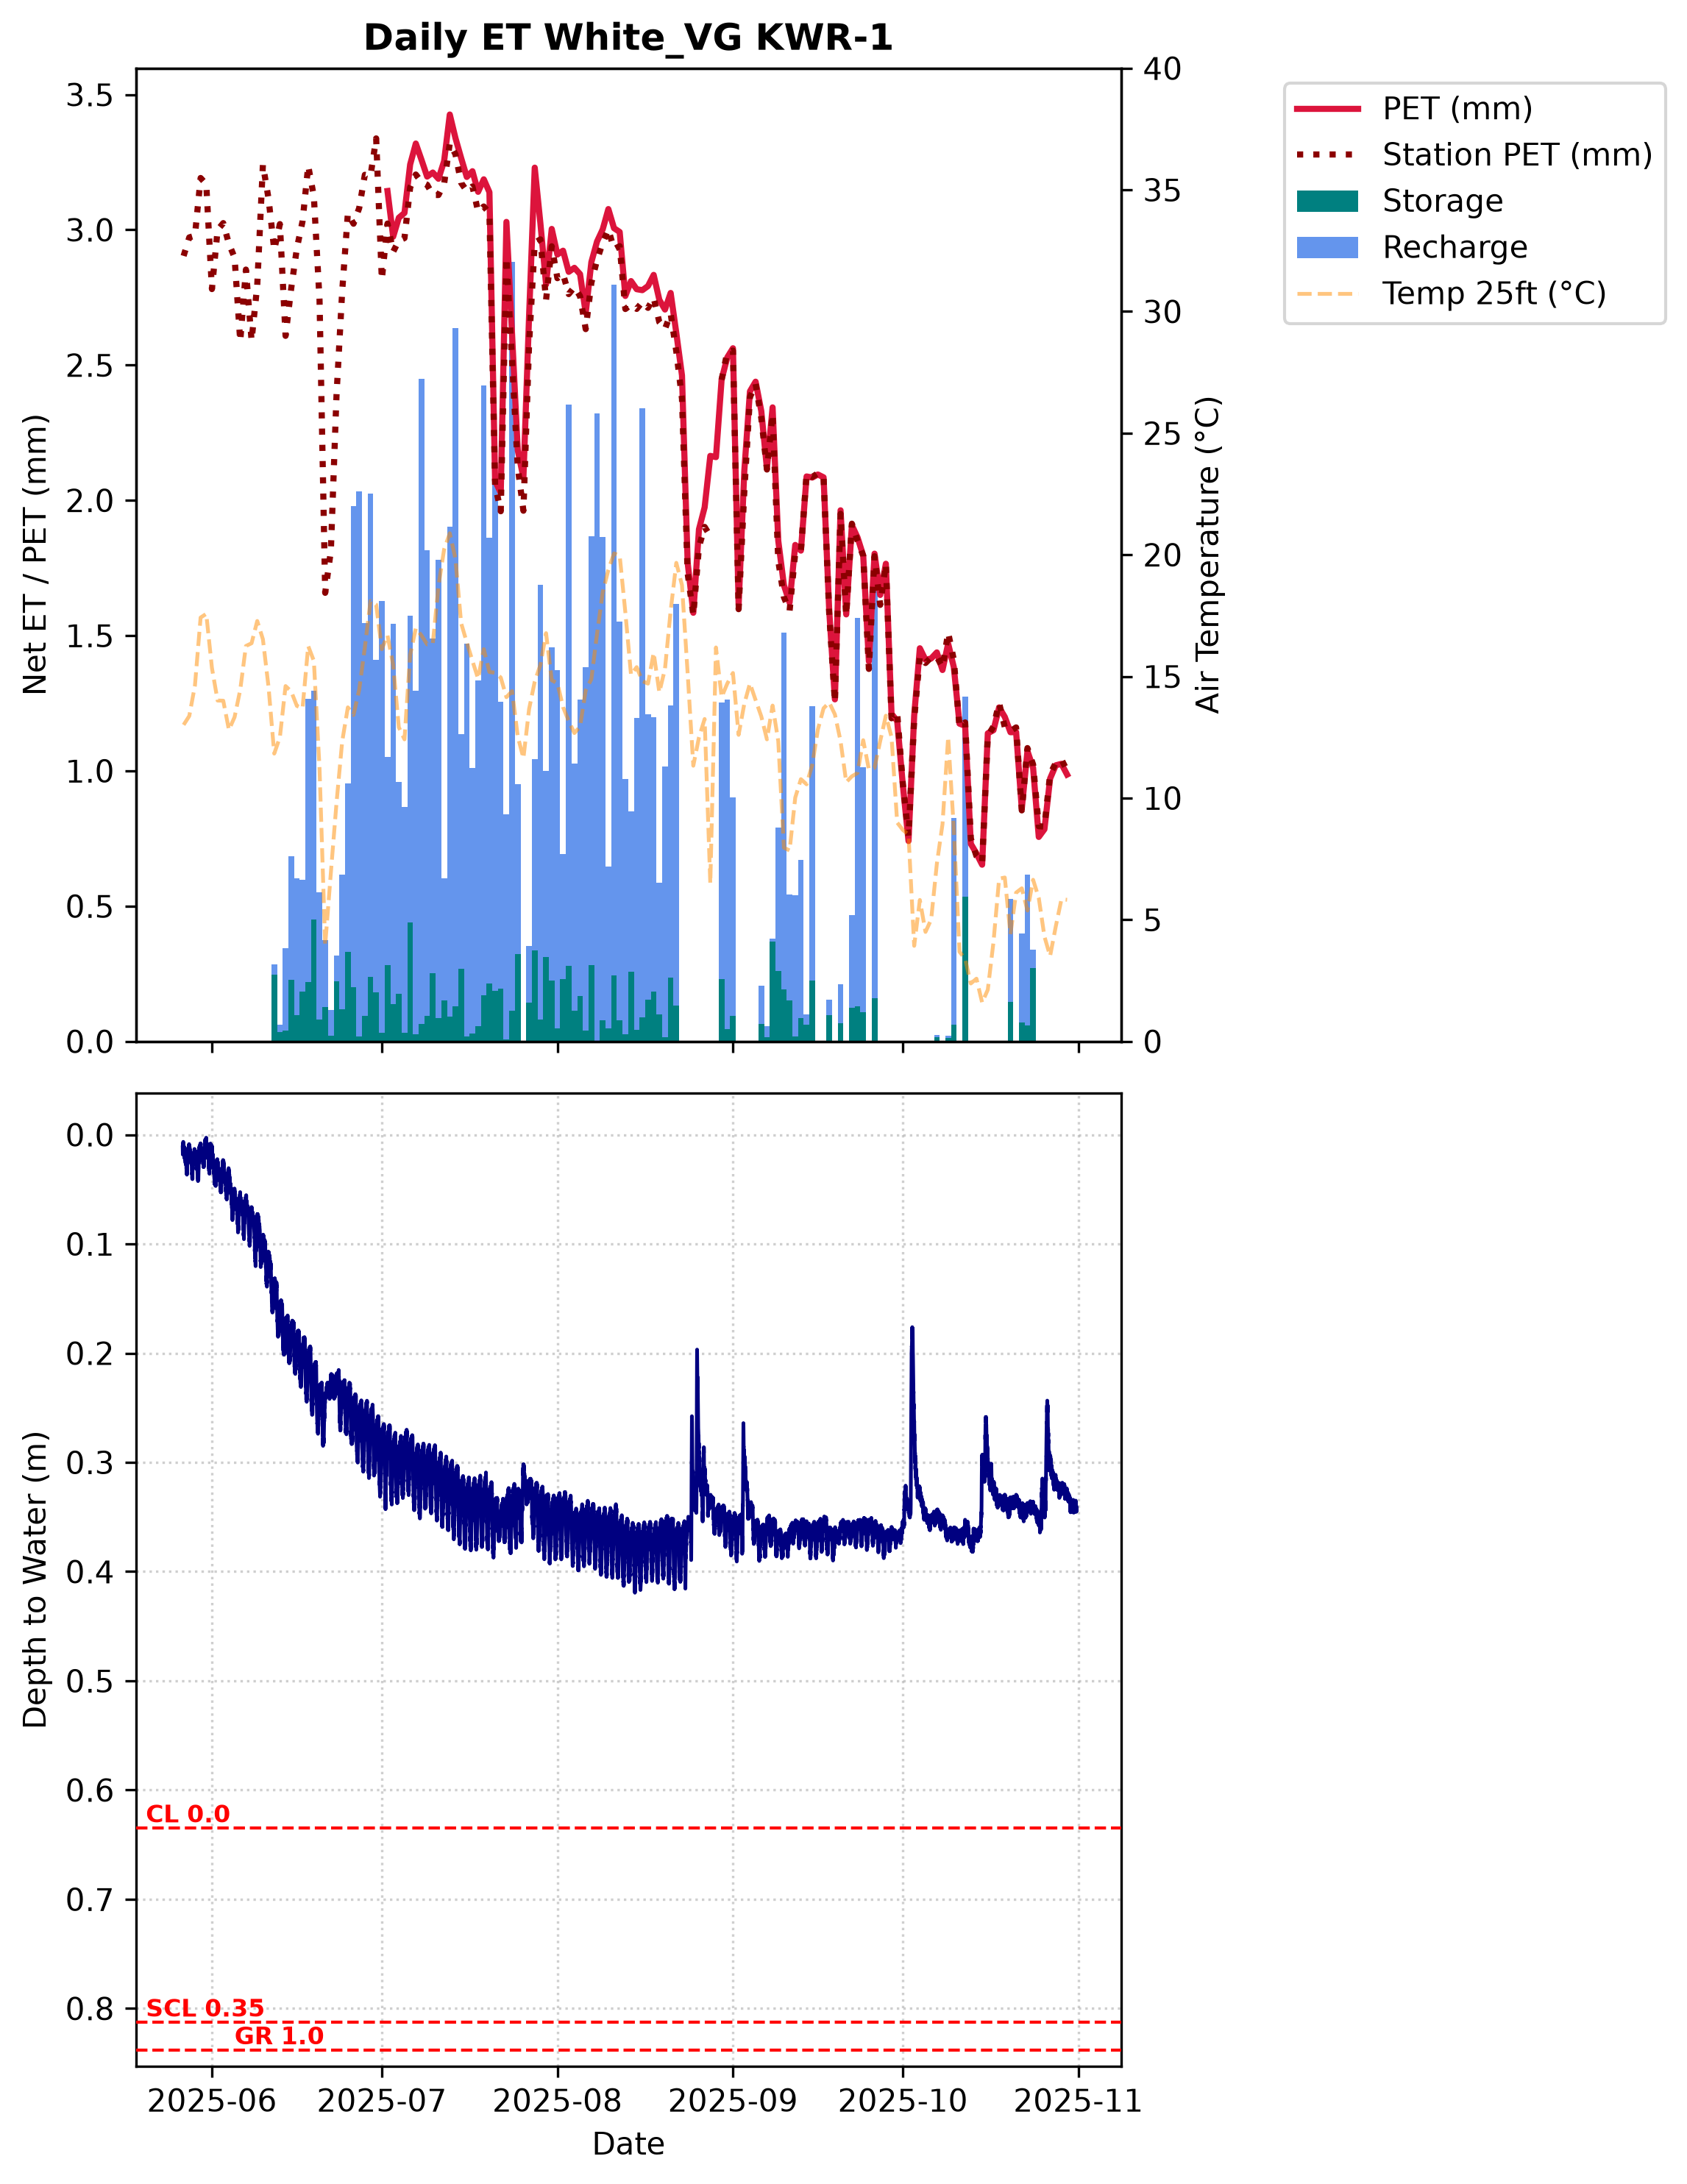 Daily ET White_VG KWR-1
3.5
3.0
2.5
2.0
1.5
1.0
0.5
0.0
Net ET / PET (mm)
40
35
30
25
20
15
10
5
0
Air Temperature (°C)
PET (mm)
Station PET (mm)
Storage
Recharge
Temp 25ft (°C)
0.0
0.1
0.2
0.3
0.4
0.5
0.6
0.7
0.8
Depth to Water (m)
CL 0.0
SCL 0.35
GR 1.0
2025-06 2025-07 2025-08 2025-09 2025-10 2025-11
Date